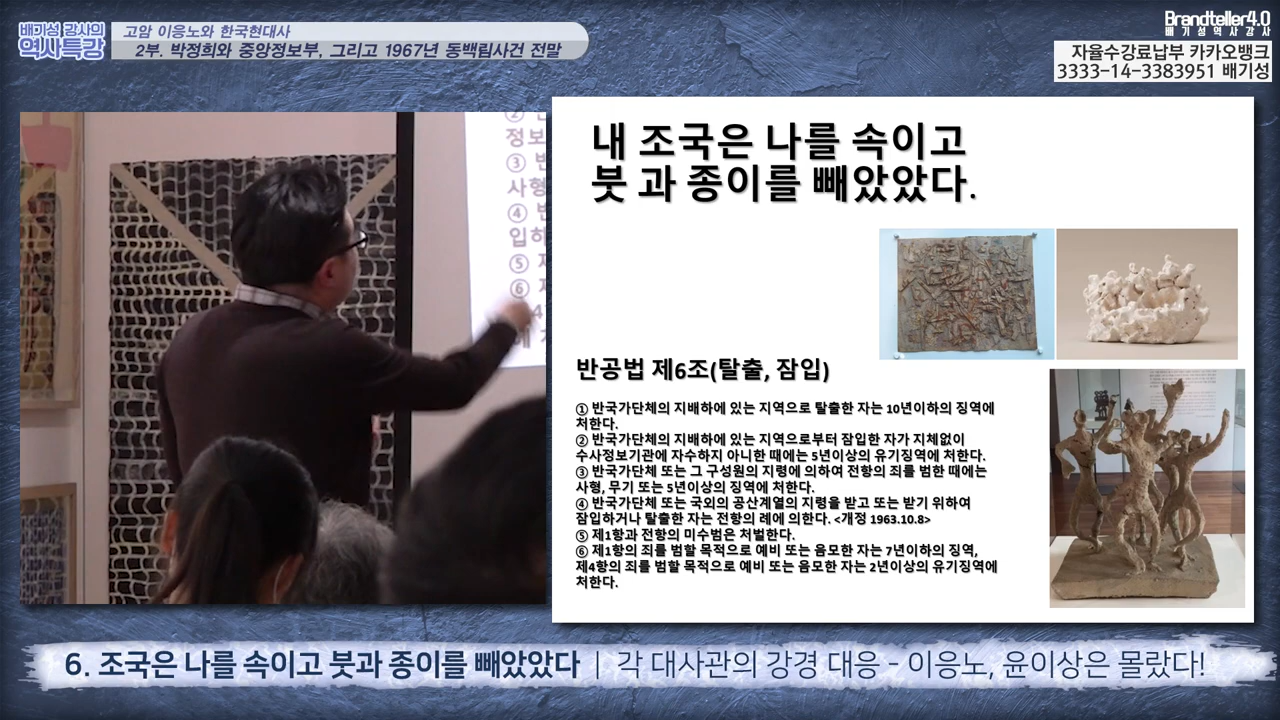 배기성 강사의
역사특강
고암 이응노와 한국현대사
2부. 박정희와 중앙정보부, 그리고 1967년 동백림사건 전말
Brandteller4.0
배기성역사강사
자율수강료납부 카카오뱅크
3333-14-3383951 배기성
②
정보
③ 반
사형
④ 반
입하
⑤ 제
⑥ 제
내 조국은 나를 속이고
붓 과 종이를 빼았았다.
반공법 제6조(탈출, 잠입)
① 반국가단체의 지배하에 있는 지역으로 탈출한 자는 10년이하의 징역에
처한다.
② 반국가단체의 지배하에 있는 지역으로부터 잠입한 자가 지체없이
수사정보기관에 자수하지 아니한 때에는 5년이상의 유기징역에 처한다.
③ 반국가단체 또는 그 구성원의 지령에 의하여 전항의 죄를 범한 때에는
사형, 무기 또는 5년이상의 징역에 처한다.
④ 반국가단체 또는 국외의 공산계열의 지령을 받고 또는 받기 위하여
잠입하거나 탈출한 자는 전항의 례에 의한다. <개정 1963.10.8>
⑤ 제1항과 전항의 미수범은 처벌한다.
⑥ 제1항의 죄를 범할 목적으로 예비 또는 음모한 자는 7년이하의 징역,
제4항의 죄를 범할 목적으로 예비 또는 음모한 자는 2년이상의 유기징역에
처한다.
6. 조국은 나를 속이고 붓과 종이를 빼았았다 | 각 대사관의 강경 대응 - 이응노, 윤이상은 몰랐다!